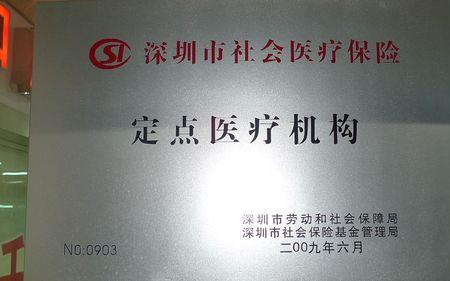 SI 深圳市社会医疗保险
定点医疗机构
深圳市劳动和社会保障局
深圳市社会保险基金管理局
NO:0903 二00九年六月